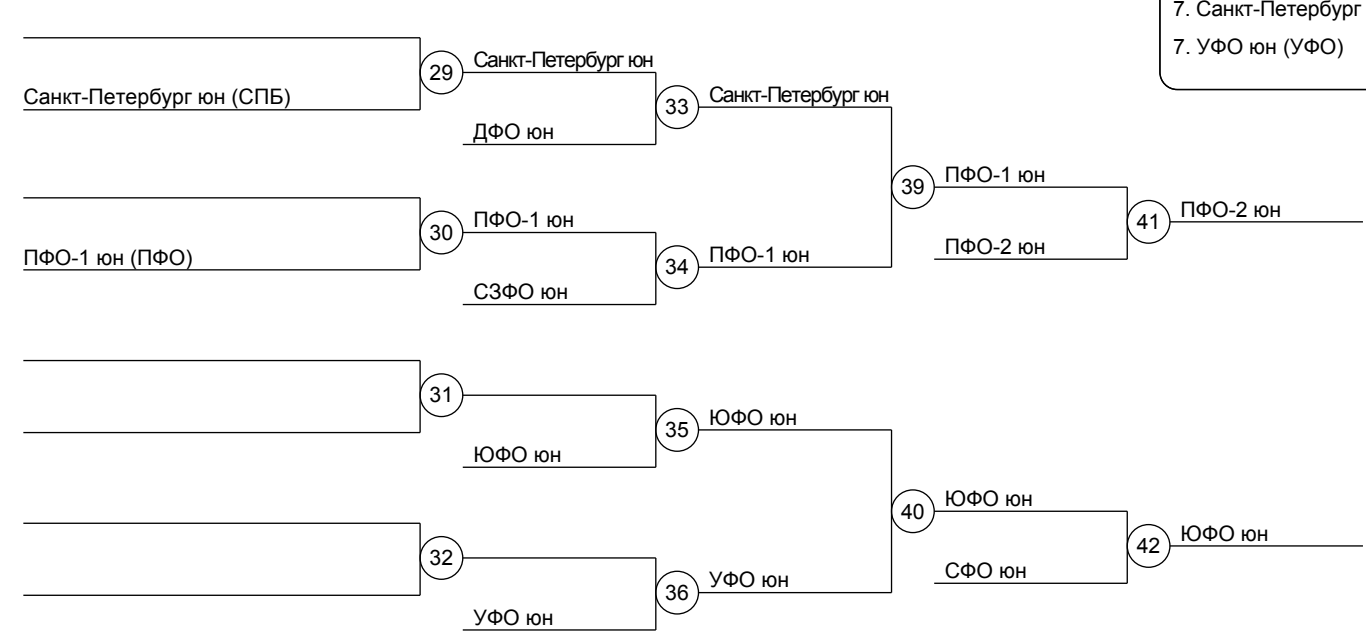 7. Санкт-Петербург
7. УФО юн (УФО)
29
Санкт-Петербург юн
Санкт-Петербург юн (СПБ)
33
Санкт-Петербург юн
ДФО юн
39
ПФО-1 юн
41
ПФО-2 юн
30
ПФО-1 юн
ПФО-2 юн
ПФО-1 юн (ПФО)
34
ПФО-1 юн
СЗФО юн
31
35
ЮФО юн
ЮФО юн
40
ЮФО юн
42
ЮФО юн
32
СФО юн
36
УФО юн
УФО юн